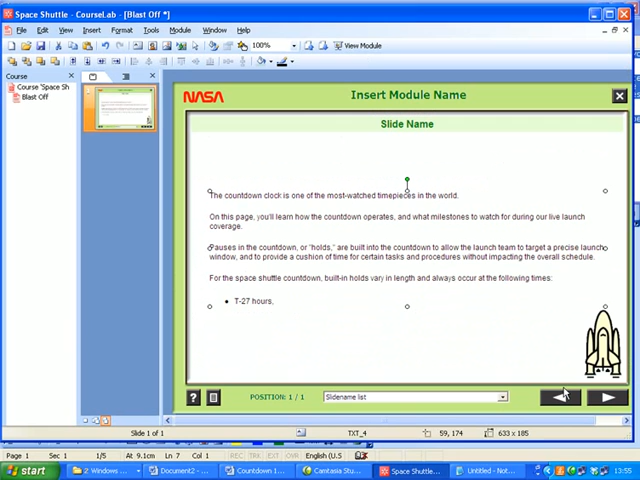 Space Shuttle - CourseLab - [Blast Off *]
File Edit View Insert Format Tools Module Window Help
100% View Module
Course
Course 'Space Sh
Blast Off
NASA
Insert Module Name
Slide Name
The countdown clock is one of the most-watched timepieces in the world.
On this page, you'll learn how the countdown operates, and what milestones to watch for during our live launch
coverage.
Pauses in the countdown, or "holds," are built into the countdown to allow the launch team to target a precise launch
window, and to provide a cushion of time for certain tasks and procedures without impacting the overall schedule.
For the space shuttle countdown, built-in holds vary in length and always occur at the following times:
• T-27 hours,
? POSITION: 1 / 1 Slidename list
Slide 1 of 1 TXT_4 59, 174 633 x 185
Page 1 Sec 1 1/5 At 9.1cm Ln 7 Col 1 REC TRK EXT OVR English (U.S
start 2 Windows ... Document2 - ... Countdown 1... Camtasia Stu... Space Shuttle... Untitled - Not... 13:55